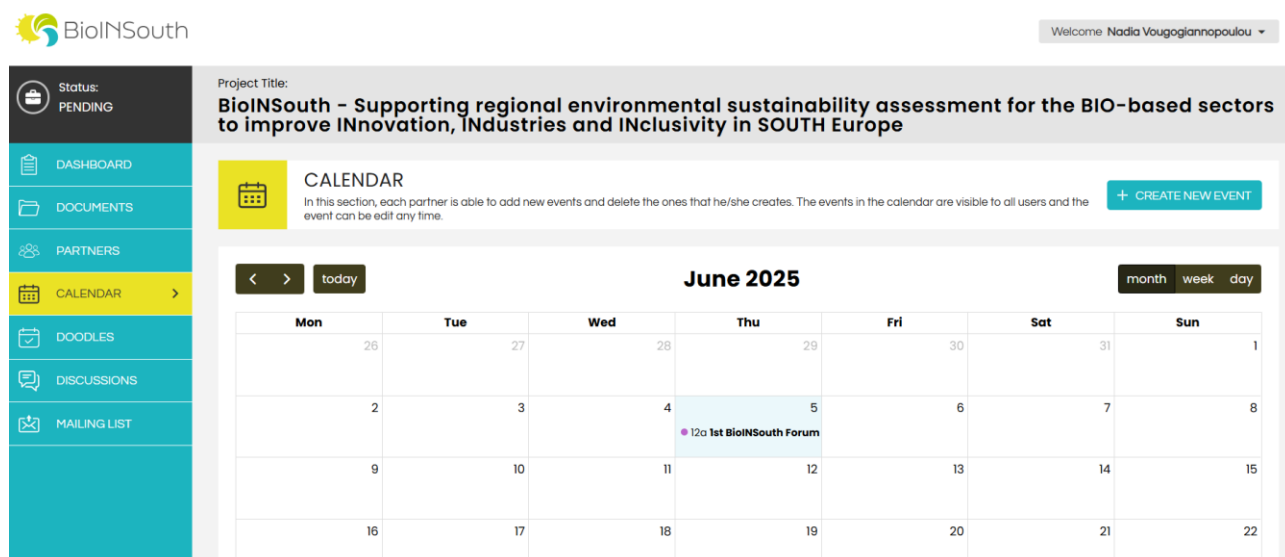 BioINSouth
Welcome Nadia Vougogiannopoulou
Status:
PENDING
Project Title:
BioINSouth - Supporting regional environmental sustainability assessment for the BIO-based sectors
to improve INnovation, INdustries and INclusivity in SOUTH Europe
DASHBOARD
DOCUMENTS
PARTNERS
CALENDAR
DOODLES
DISCUSSIONS
MAILING LIST
CALENDAR
In this section, each partner is able to add new events and delete the ones that he/she creates. The events in the calendar are visible to all users and the
event can be edit any time.
+ CREATE NEW EVENT
< > today
June 2025
month week day
Mon Tue Wed Thu Fri Sat Sun
26 27 28 29 30 31 1
2 3 4 5 6 7 8
12a 1st BioINSouth Forum
9 10 11 12 13 14 15
16 17 18 19 20 21 22